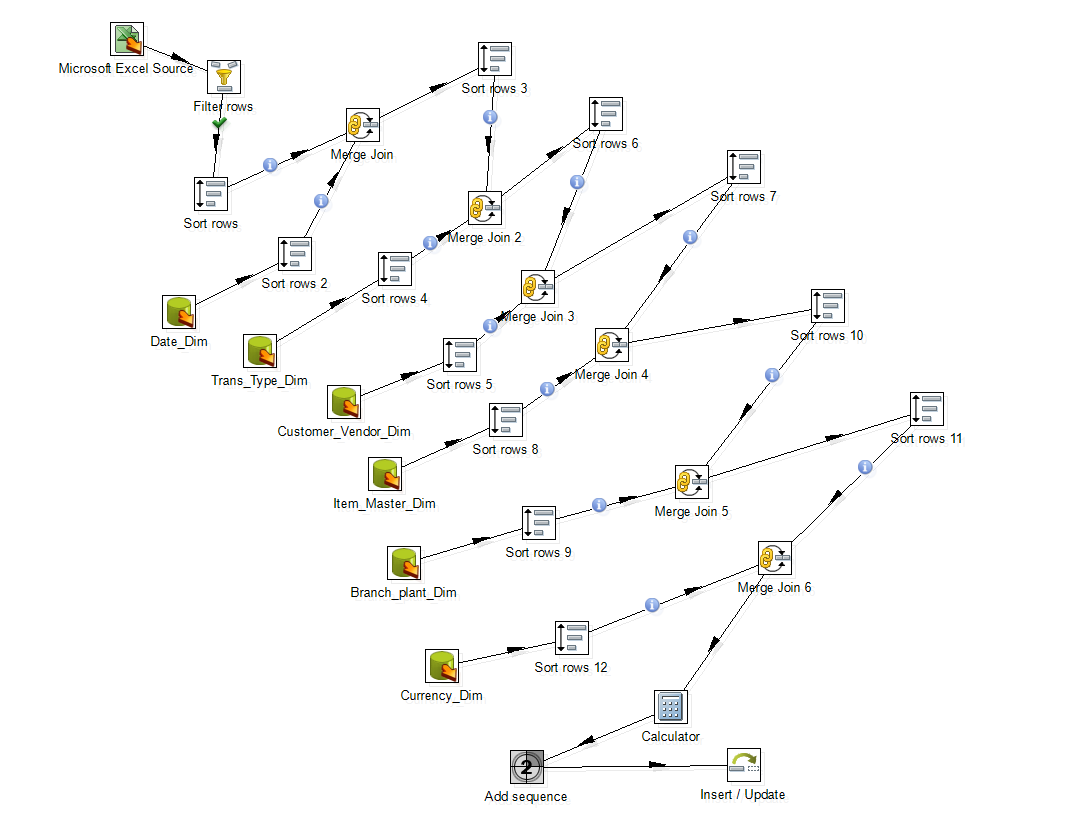 Microsoft Excel Source
Sort rows 3
Filter rows
Sort rows 6
Merge Join
Sort rows 7
Sort rows
Merge Join 2
Sort rows 2
Sort rows 4
Merge Join 3
Sort rows 10
Date_Dim
Trans_Type_Dim
Sort rows 5
Merge Join 4
Customer_Vendor_Dim
Sort rows 11
Sort rows 8
Item_Master_Dim
Merge Join 5
Sort rows 9
Branch_plant_Dim
Merge Join 6
Sort rows 12
Currency_Dim
Calculator
2
Add sequence
Insert / Update